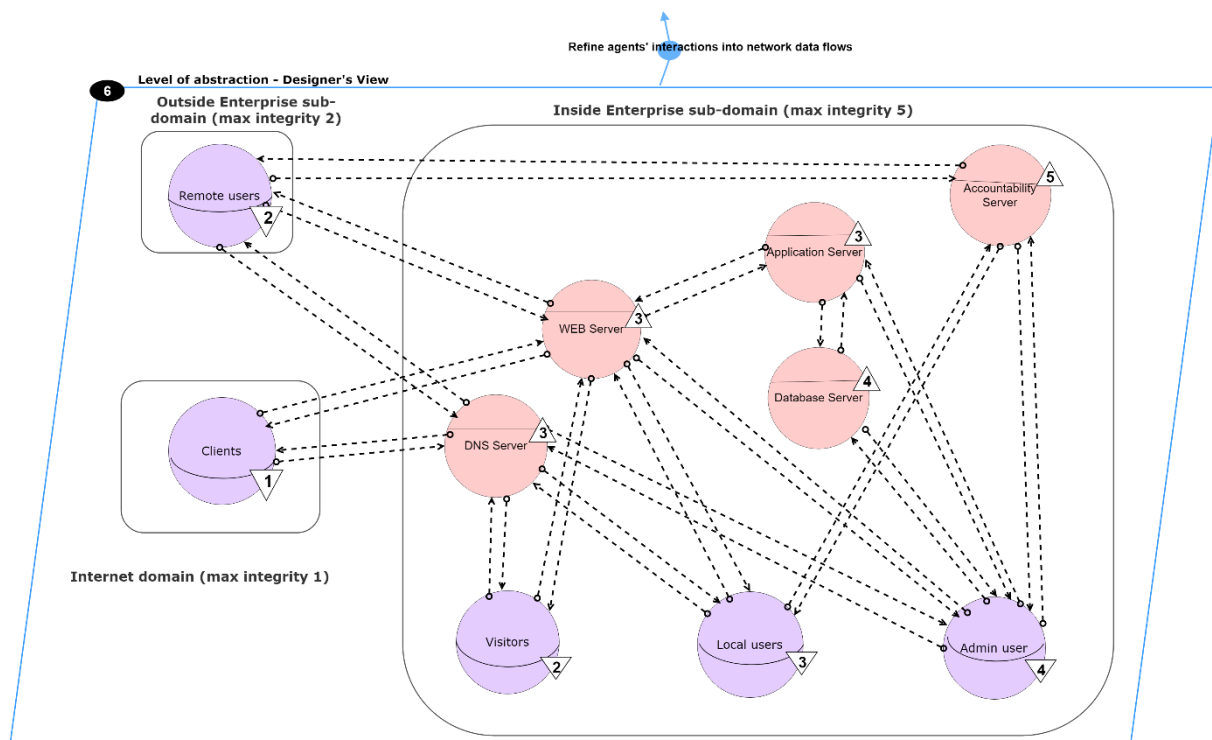 Refine agents' interactions into network data flows
6
Level of abstraction - Designer's View
Outside Enterprise sub-
domain (max integrity 2)
Inside Enterprise sub-domain (max integrity 5)
Remote users
2
Accountability
Server
5
Application Server
3
WEB Server
3
Database Server
4
Clients
1
DNS Server
3
Internet domain (max integrity 1)
Visitors
2
Local users
3
Admin user
4